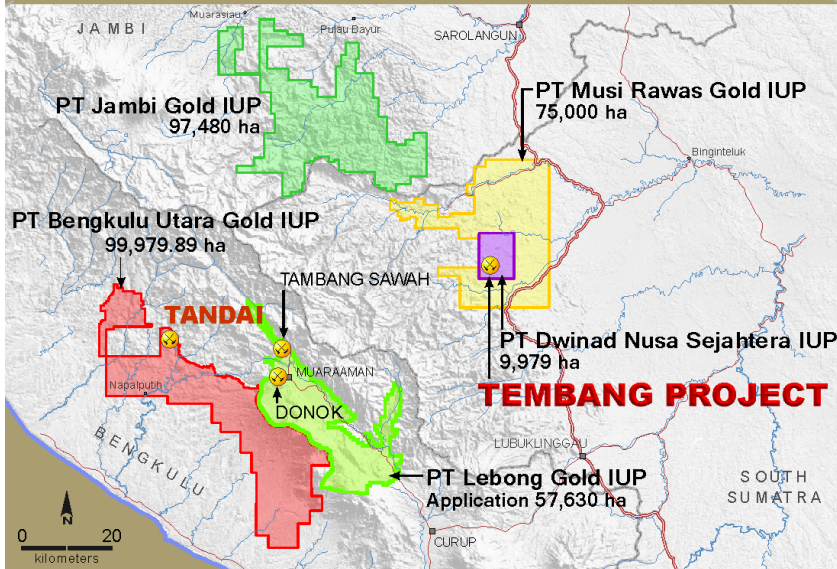 Muarasiau
JAMBI
Pulau Bayur
SAROLANGUN
PT Jambi Gold IUP
97,480 ha
PT Musi Rawas Gold IUP
75,000 ha
Binginteluk
PT Bengkulu Utara Gold IUP
99,979.89 ha
TAMBANG SAWAH
TANDAI
PT Dwinad Nusa Sejahtera IUP
9,979 ha
MUARAAMAN
TEMBANG PROJECT
Napalputih
DONOK
BENGKULU
LUBUKLINGGAU
PT Lebong Gold IUP
Application 57,630 ha
SOUTH
SUMATRA
N
0 20
kilometers
CURUP